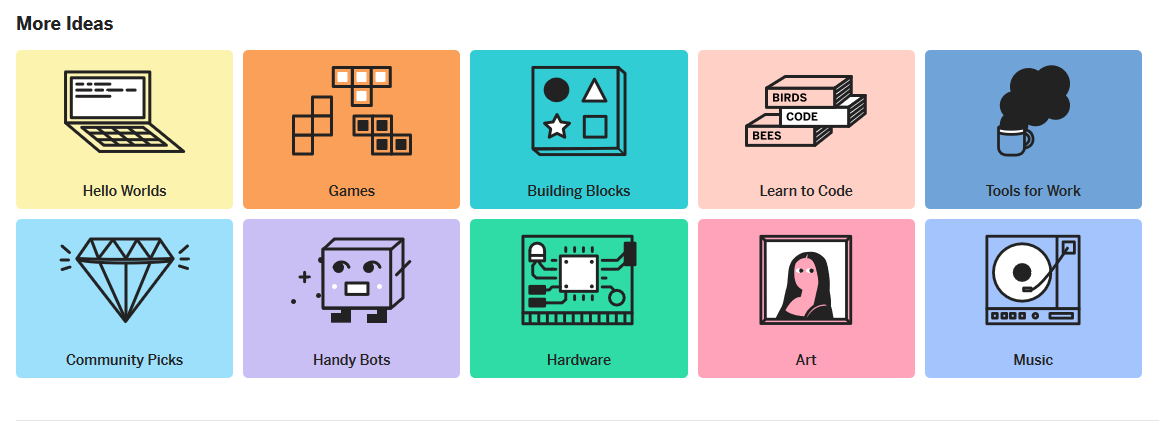 More Ideas
BIRDS
CODE
BEES
Hello Worlds
Games
Building Blocks
Learn to Code
Tools for Work
Community Picks
Handy Bots
Hardware
Art
Music